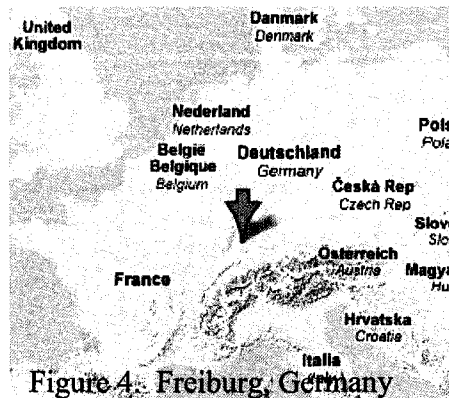 Danmark
Denmark
United
Kingdom
Nederland
Netherlands
België
Belgique
Belgium
Deutschland
Germany
Pols
Pola
Česká Rep
Czech Rep
Slove
Slo
Österreich
Austria
Magya
Hu
France
Hrvatska
Croatia
Italia
Figure 4. Freiburg, Germany